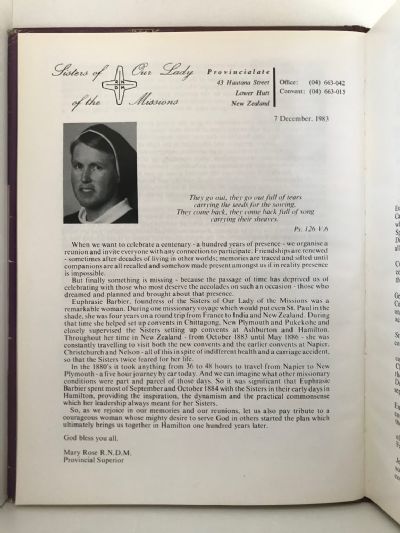 Sisters of Our Lady
of the Missions
Provincialate
43 Hautana Street
Lower Hutt
New Zealand
Office: (04) 663-042
Convent: (04) 663-015
7 December, 1983
They go out, they go out full of tears
carrying the seeds for the sowing.
They come back, they come back full of song
carrying their sheaves.
Ps. 126 V.6
When we want to celebrate a centenary - a hundred years of presence - we organise a
reunion and invite everyone with any connection to participate. Friendships are renewed
- sometimes after decades of living in other worlds; memories are traced and sifted until
companions are all recalled and somehow made present amongst us if in reality presence
is impossible.
But finally something is missing - because the passage of time has deprived us of
celebrating with those who most deserve the accolades on such an occasion - those who
dreamed and planned and brought about that presence.
Euphrasie Barbier, foundress of the Sisters of Our Lady of the Missions was a
remarkable woman. During one missionary voyage which would put even St. Paul in the
shade, she was four years on a round trip from France to India and New Zealand. During
that time she helped set up convents in Chittagong, New Plymouth and Pukekohe and
closely supervised the Sisters setting up convents at Ashburton and Hamilton.
Throughout her time in New Zealand - from October 1883 until May 1886 - she was
constantly travelling to visit both the new convents and the earlier convents at Napier,
Christchurch and Nelson - all of this in spite of indifferent health and a carriage accident,
so that the Sisters twice feared for her life.
In the 1880's it took anything from 36 to 48 hours to travel from Napier to New
Plymouth - a five hour journey by car today. And we can imagine what other missionary
conditions were part and parcel of those days. So it was significant that Euphrasie
Barbier spent most of September and October 1884 with the Sisters in their early days in
Hamilton, providing the inspiration, the dynamism and the practical commonsense
which her leadership always meant for her Sisters.
So, as we rejoice in our memories and our reunions, let us also pay tribute to a
courageous woman whose mighty desire to serve God in others started the plan which
ultimately brings us together in Hamilton one hundred years later.
God bless you all.
Mary Rose R.N.D.M.
Provincial Superior